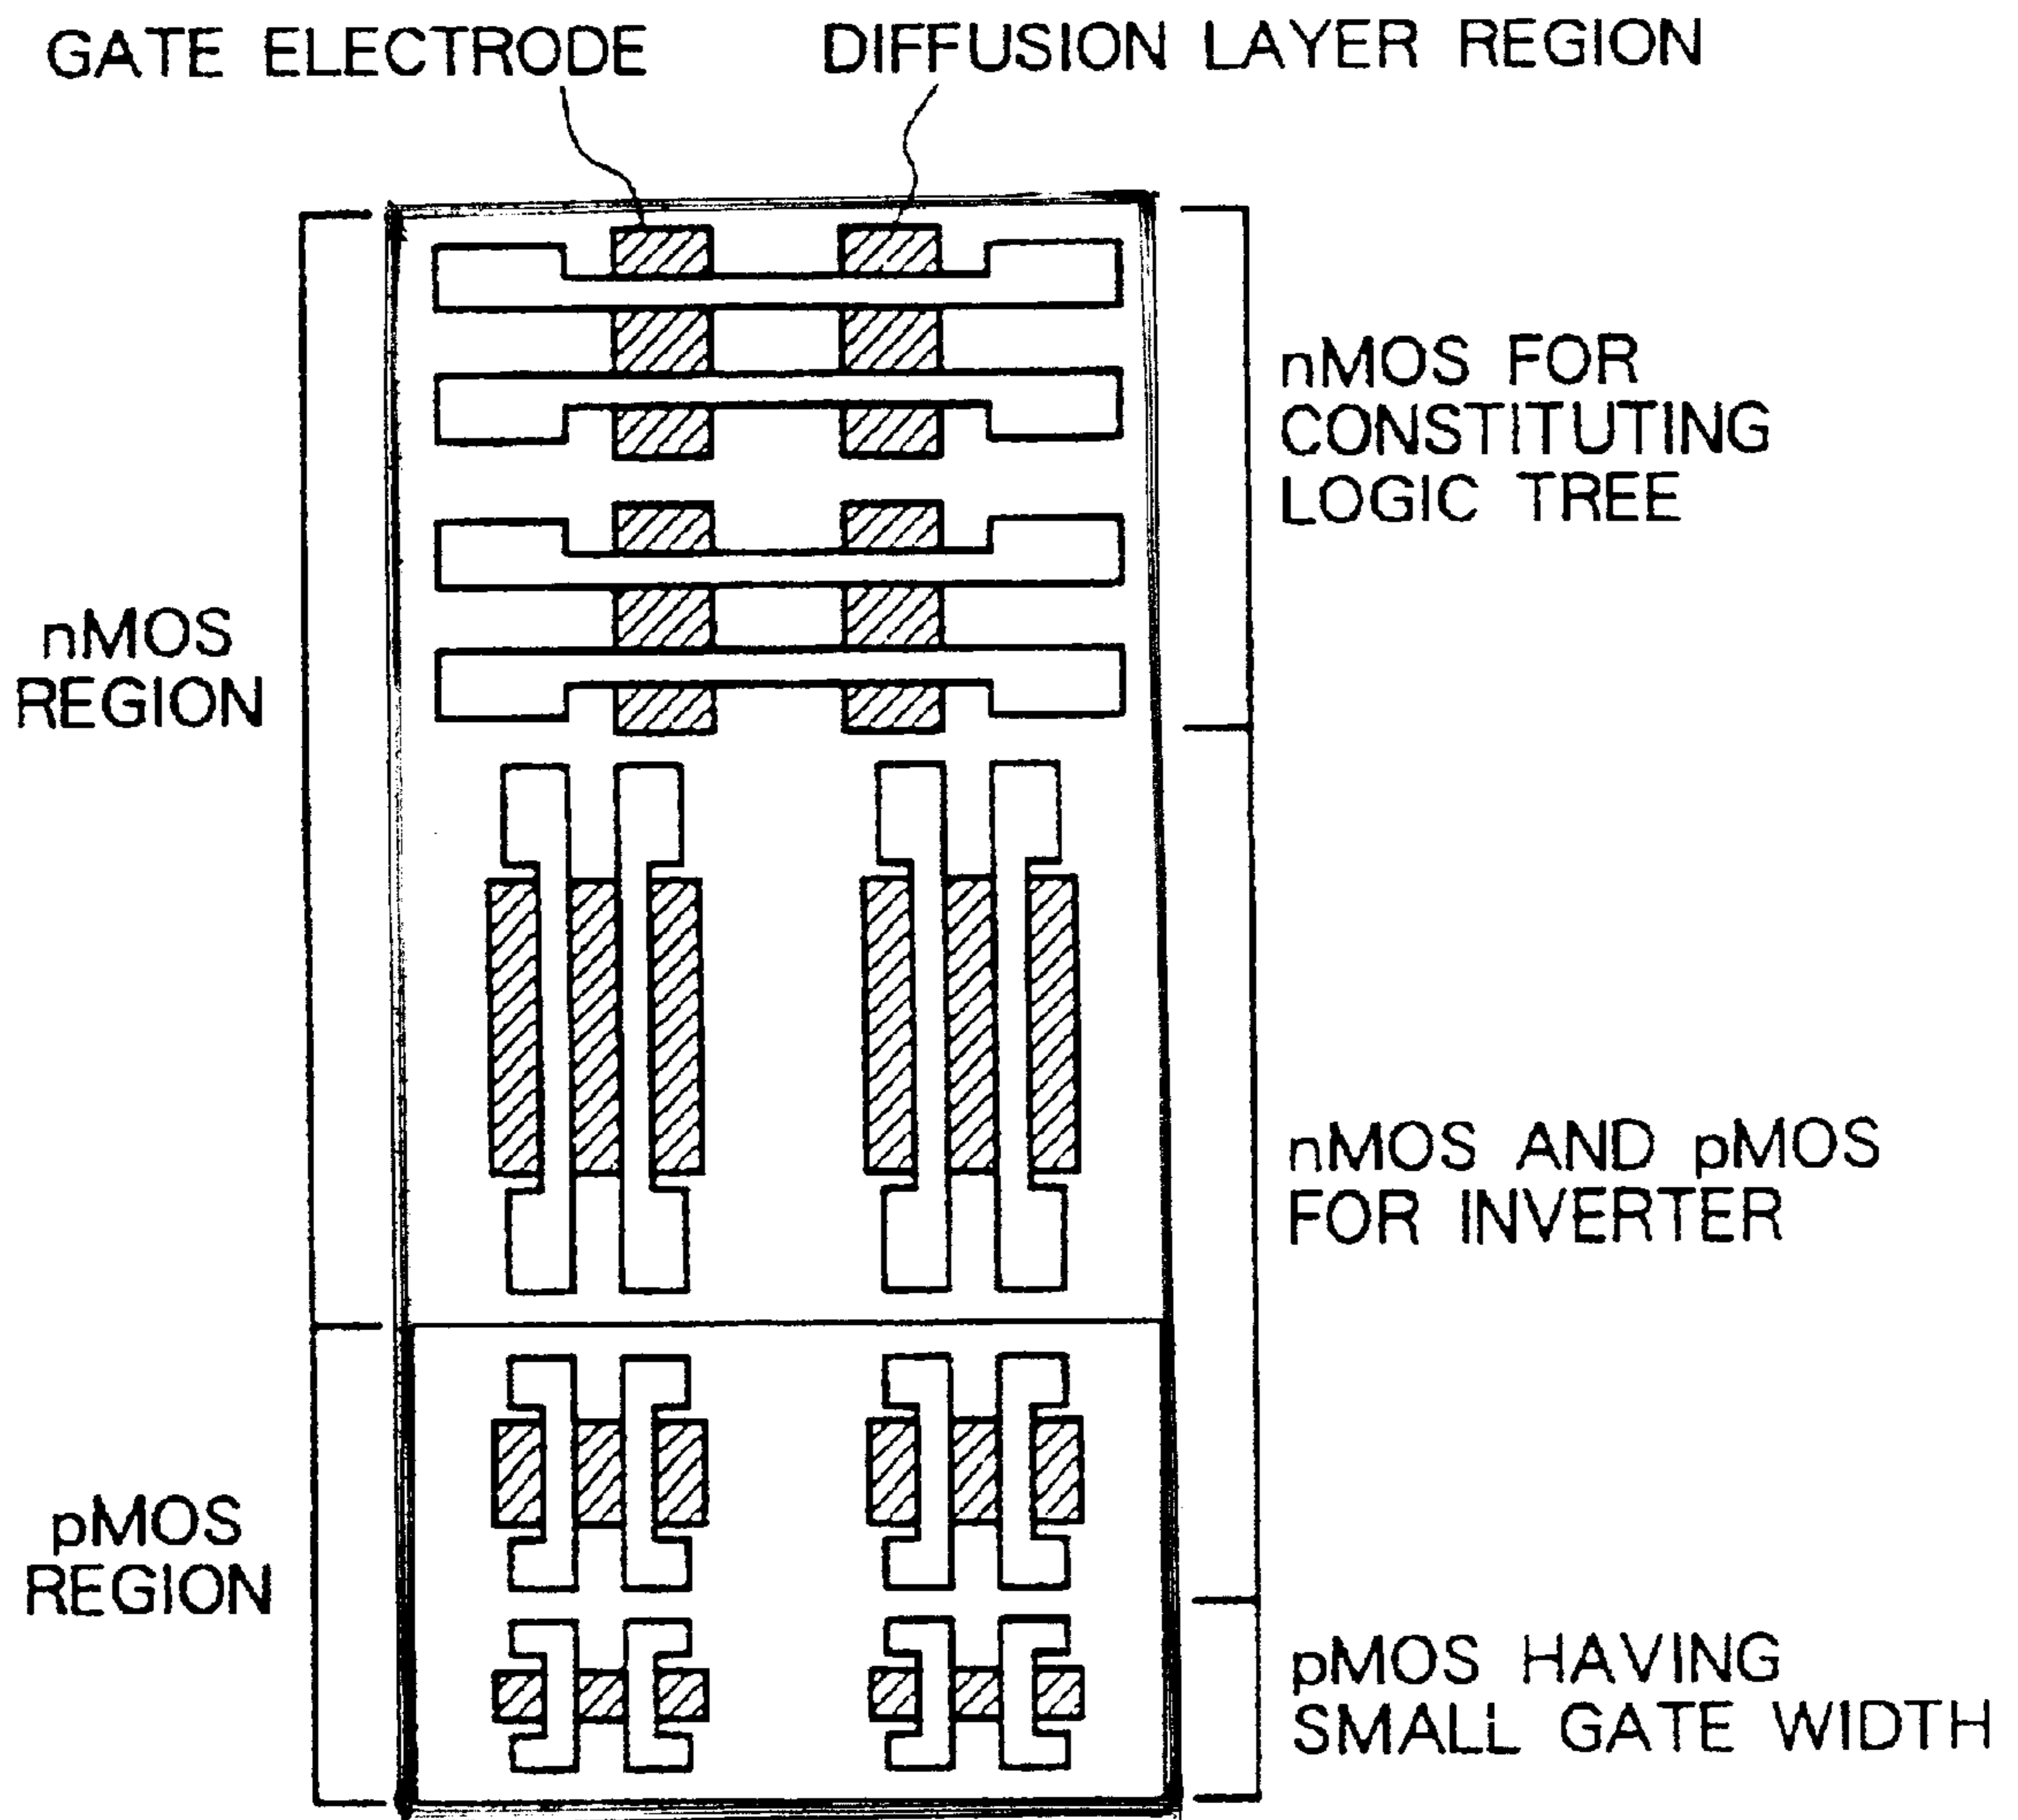 GATE ELECTRODE
DIFFUSION LAYER REGION
nMOS FOR
CONSTITUTING
LOGIC TREE
nMOS
REGION
nMOS AND pMOS
FOR INVERTER
pMOS
REGION
pMOS HAVING
SMALL GATE WIDTH